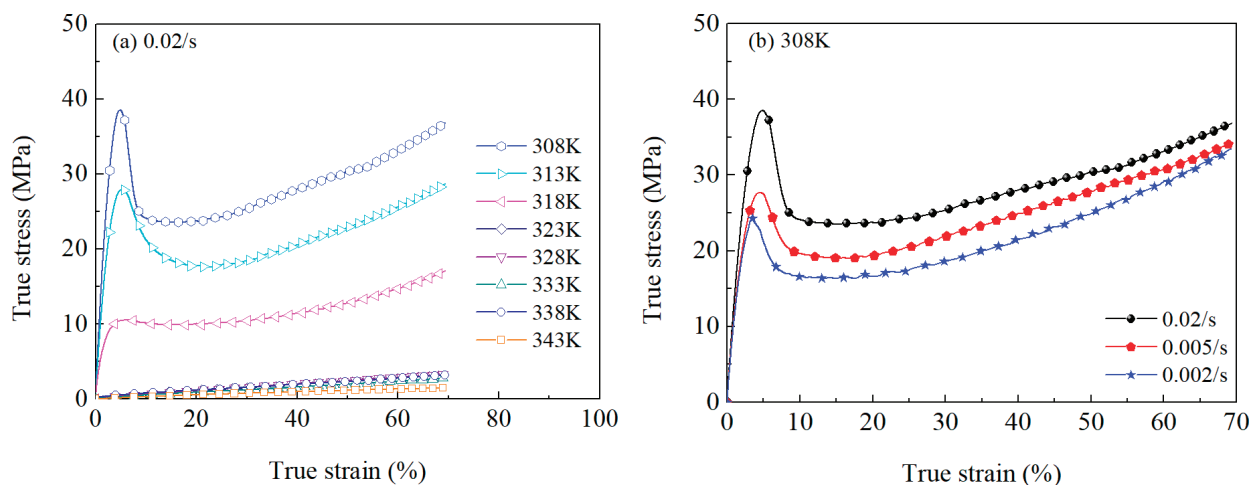 (a) 0.02/s
50
40
30
20
10
0
0 20 40 60 80 100
True stress (MPa)
True strain (%)
308K
313K
318K
323K
328K
333K
338K
343K
(b) 308K
50
40
30
20
10
0
0 10 20 30 40 50 60 70
True stress (MPa)
True strain (%)
0.02/s
0.005/s
0.002/s